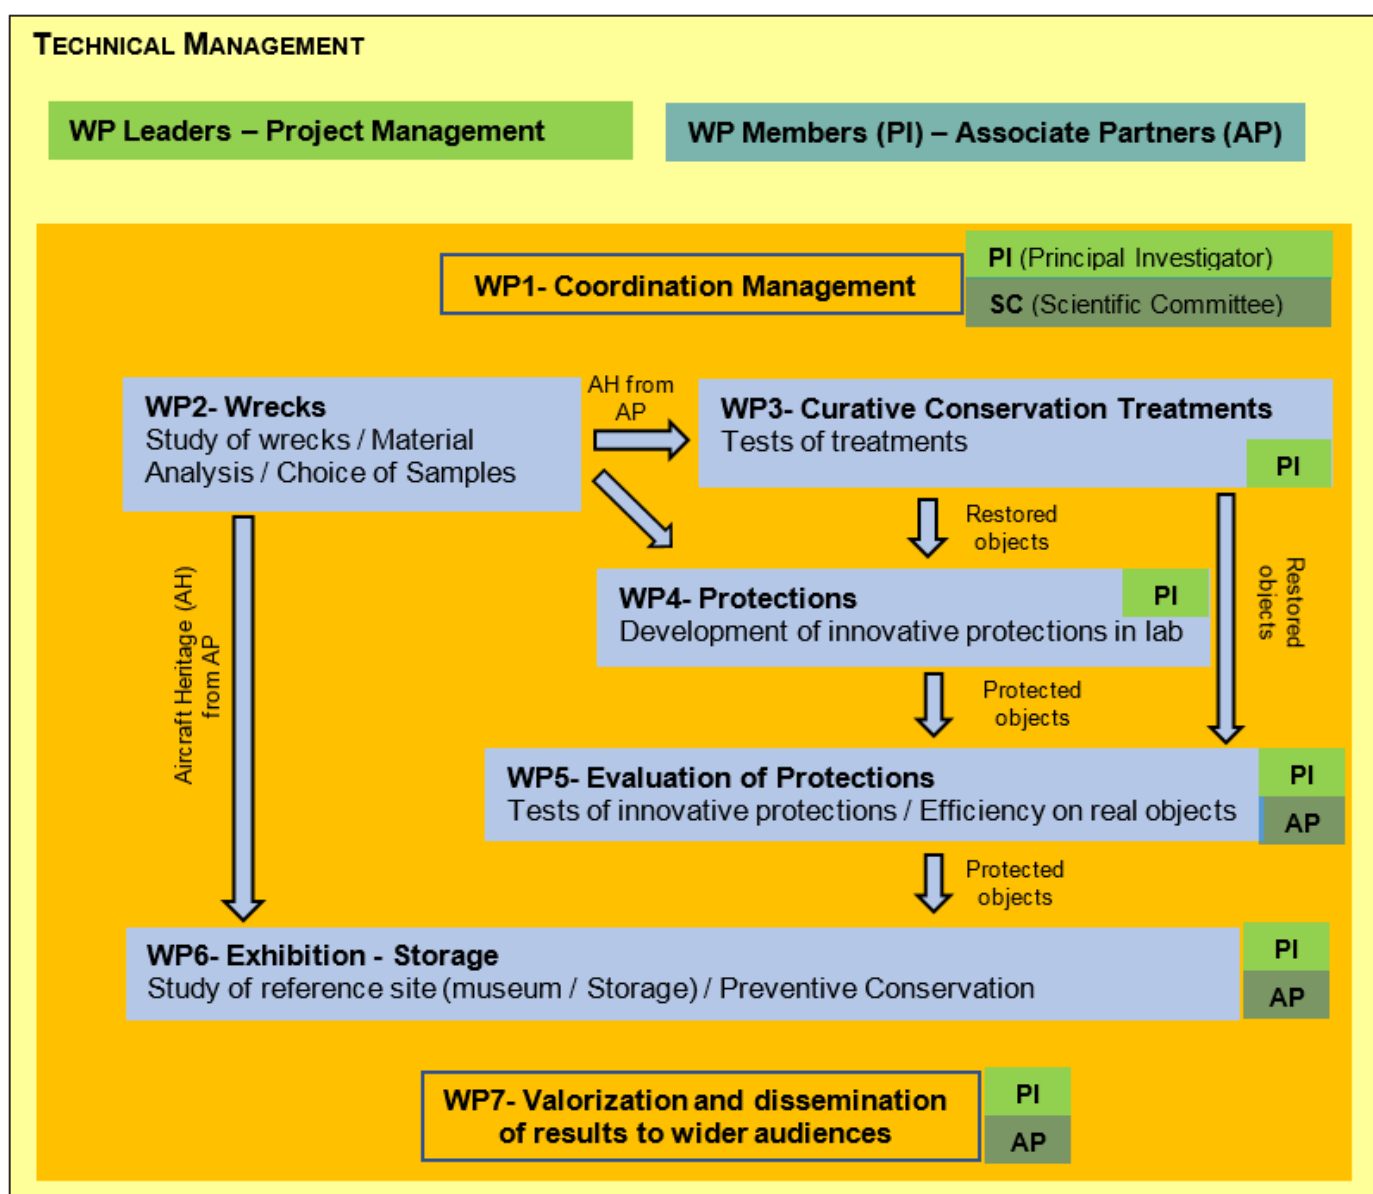 TECHNICAL MANAGEMENT
WP Leaders – Project Management
WP Members (PI) – Associate Partners (AP)
WP1- Coordination Management
PI (Principal Investigator)
SC (Scientific Committee)
WP2- Wrecks
Study of wrecks / Material
Analysis / Choice of Samples
AH from
AP
WP3- Curative Conservation Treatments
Tests of treatments
PI
Restored
objects
Restored
objects
WP4- Protections
PI
Development of innovative protections in lab
Aircraft Heritage (AH)
from AP
Protected
objects
WP5- Evaluation of Protections
Tests of innovative protections / Efficiency on real objects
PI
AP
Protected
objects
WP6- Exhibition - Storage
Study of reference site (museum / Storage) / Preventive Conservation
PI
AP
WP7- Valorization and dissemination
of results to wider audiences
PI
AP